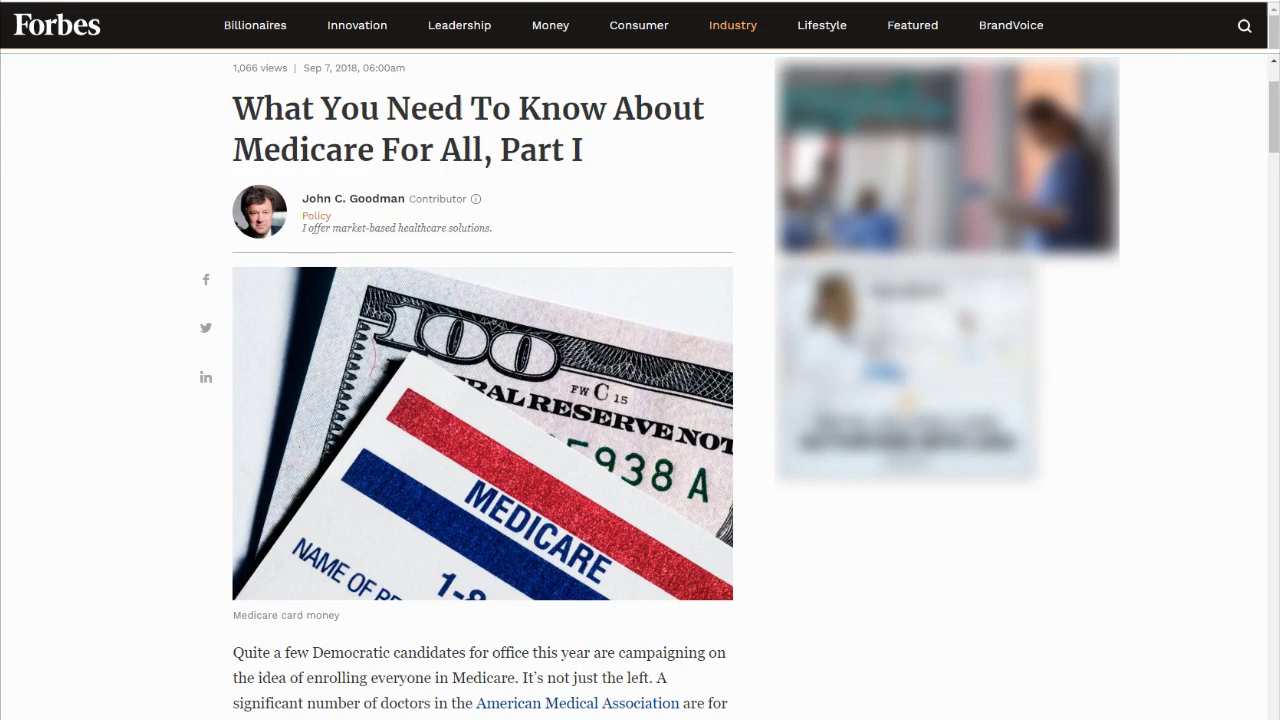 Forbes
Billionaires
Innovation
Leadership
Money
Consumer
Industry
Lifestyle
Featured
BrandVoice
1,066 views | Sep 7, 2018, 06:00am
What You Need To Know About
Medicare For All, Part I
John C. Goodman Contributor
Policy
I offer market-based healthcare solutions.
100
FW C 15
RAL RESERVE NOT
5938 A
MEDICARE
NAME OF
1-8
Medicare card money
Quite a few Democratic candidates for office this year are campaigning on
the idea of enrolling everyone in Medicare. It’s not just the left. A
significant number of doctors in the American Medical Association are for